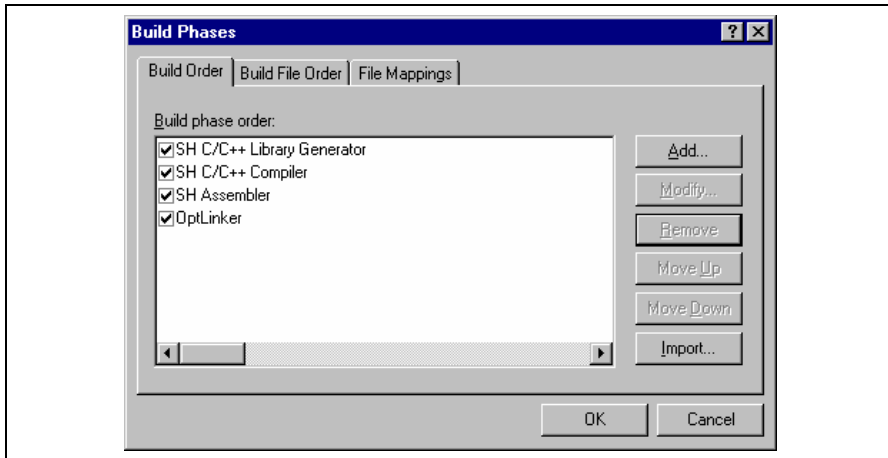 Build Phases
Build Order
Build File Order
File Mappings
Build phase order:
SH C/C++ Library Generator
SH C/C++ Compiler
SH Assembler
OptLinker
Add...
Modify...
Remove
Move Up
Move Down
Import...
OK
Cancel